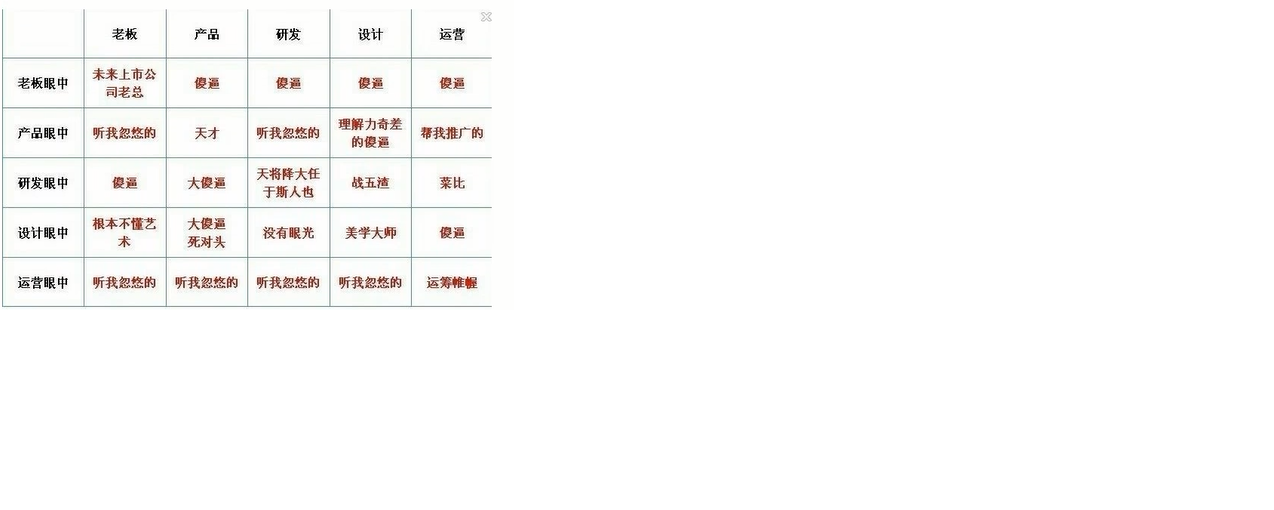 老板 产品 研发 设计 运营
老板眼中 未来上市公司老总 傻逼 傻逼 傻逼 傻逼
产品眼中 听我忽悠的 天才 听我忽悠的 理解力奇差的傻逼 帮我推广的
研发眼中 傻逼 大傻逼 天将降大任于斯人也 战五渣 菜比
设计眼中 根本不懂艺术 大傻逼 死对头 没有眼光 美学大师 傻逼
运营眼中 听我忽悠的 听我忽悠的 听我忽悠的 听我忽悠的 运筹帷幄